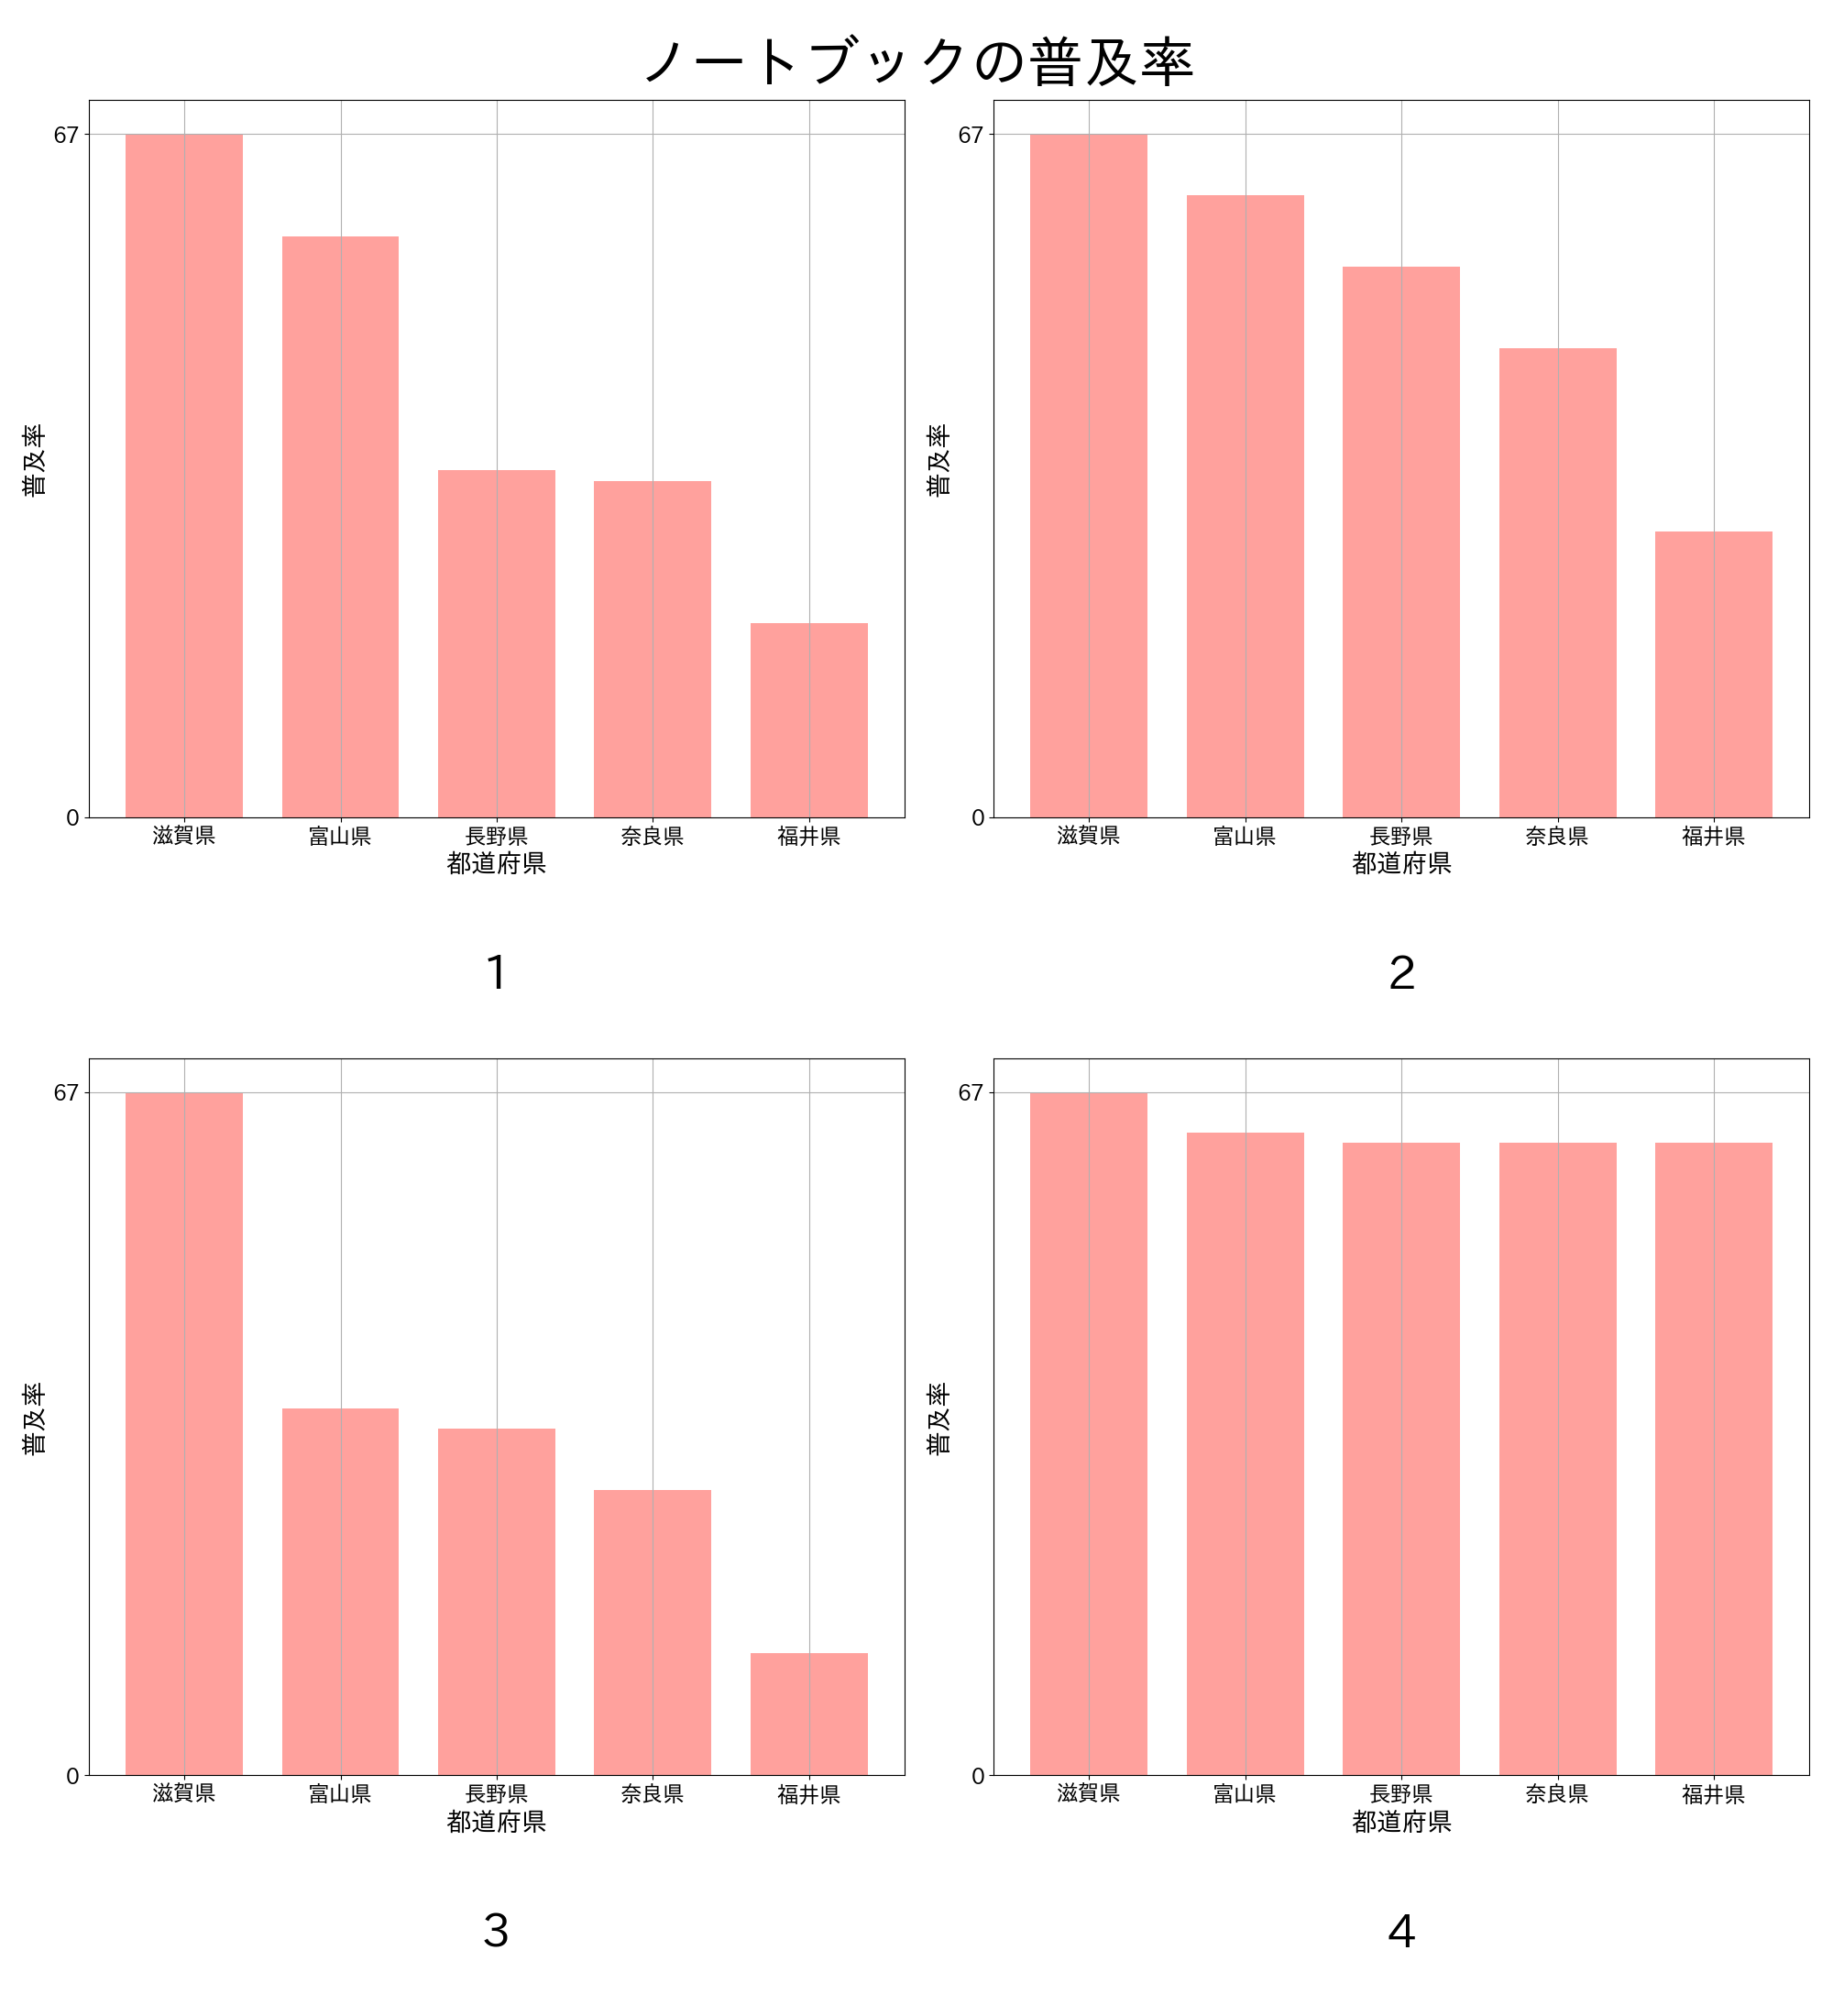 ノートブックの普及率
67
0
普及率
滋賀県 富山県 長野県 奈良県 福井県
都道府県
1
67
0
普及率
滋賀県 富山県 長野県 奈良県 福井県
都道府県
2
67
0
普及率
滋賀県 富山県 長野県 奈良県 福井県
都道府県
3
67
0
普及率
滋賀県 富山県 長野県 奈良県 福井県
都道府県
4